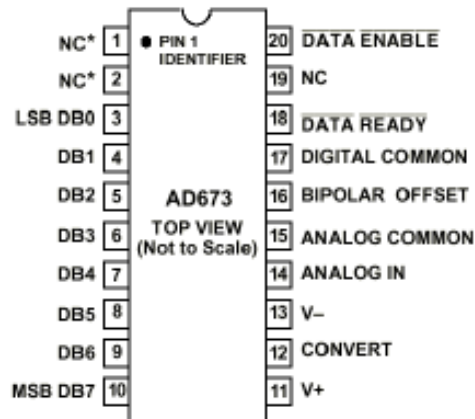 NC* 1 PIN 1 20 DATA ENABLE
IDENTIFIER
NC* 2 19 NC
LSB DB0 3 18 DATA READY
DB1 4 17 DIGITAL COMMON
DB2 5 AD673 16 BIPOLAR OFFSET
DB3 6 TOP VIEW 15 ANALOG COMMON
(Not to Scale)
DB4 7 14 ANALOG IN
DB5 8 13 V–
DB6 9 12 CONVERT
MSB DB7 10 11 V+